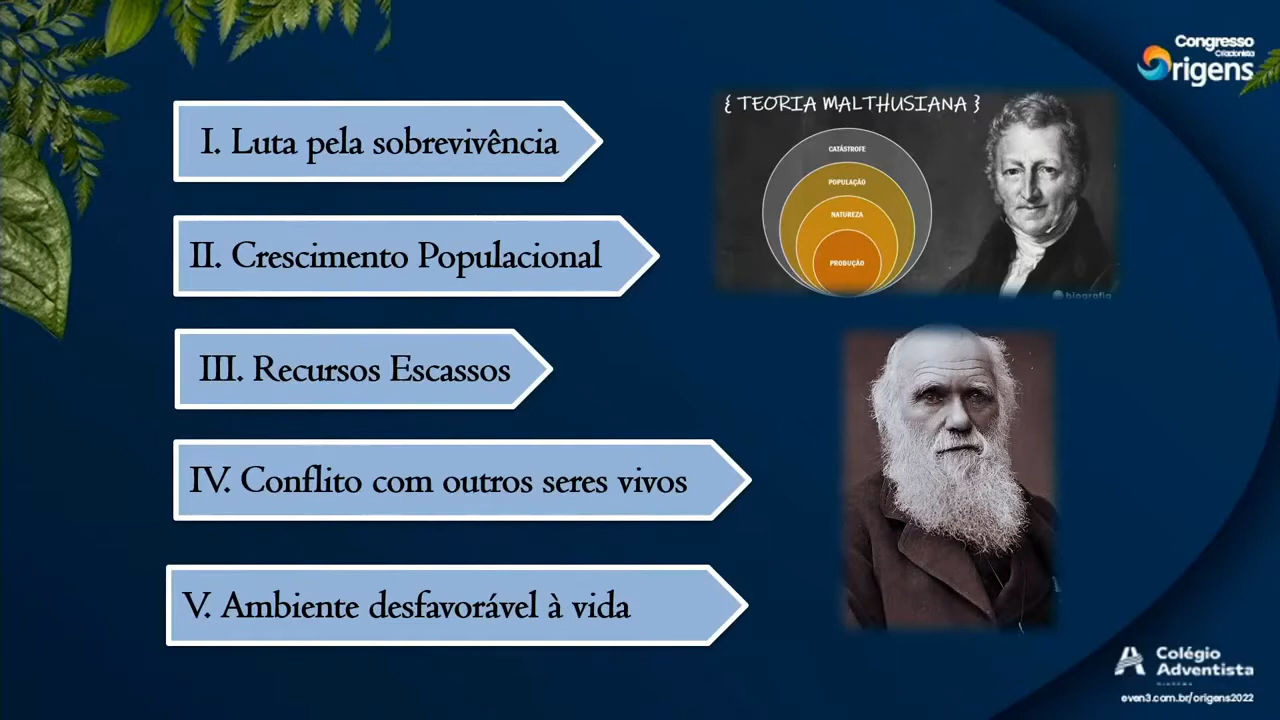 Congresso
Criacionista
Origens
I. Luta pela sobrevivência
II. Crescimento Populacional
III. Recursos Escassos
IV. Conflito com outros seres vivos
V. Ambiente desfavorável à vida
{ TEORIA MALTHUSIANA }
CATÁSTROFE
POPULAÇÃO
NATUREZA
PRODUÇÃO
biografia
Colégio
Adventista
even3.com.br/origens2022